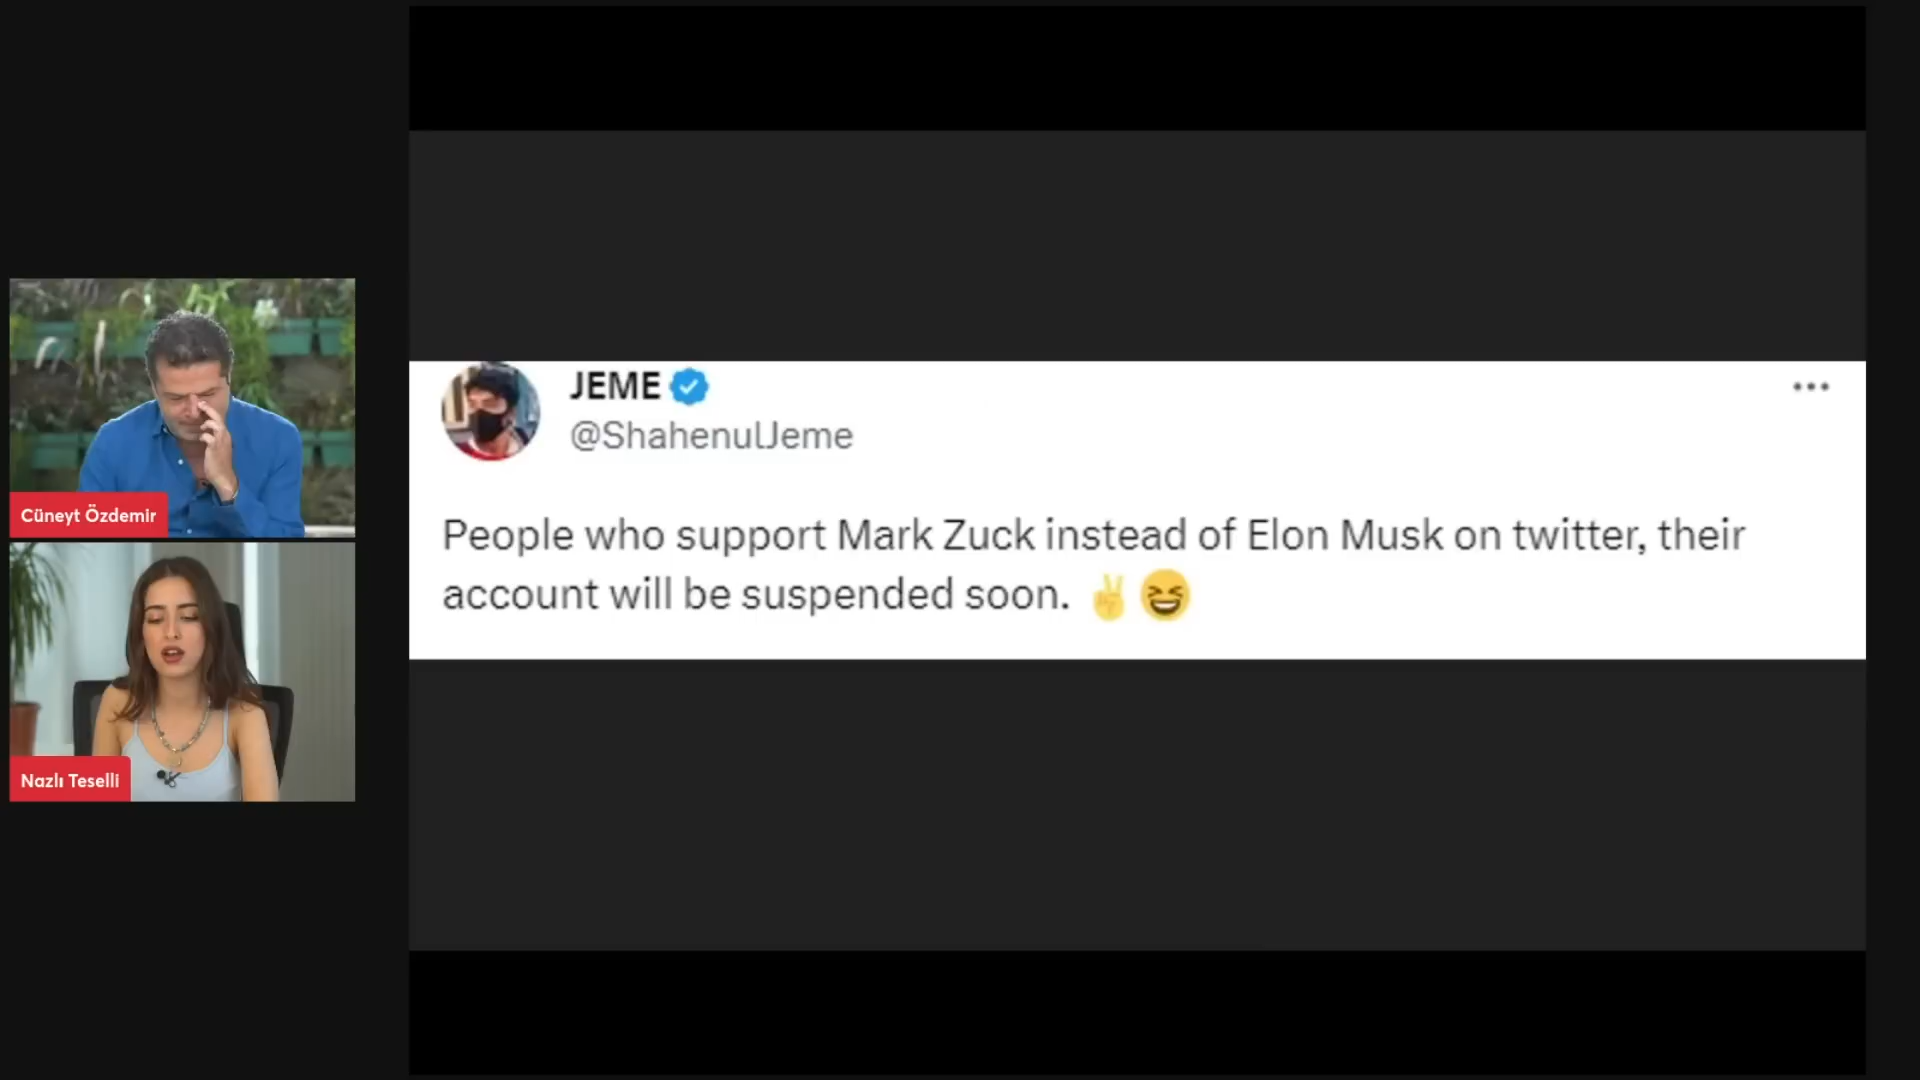 Cüneyt Özdemir
Nazlı Teselli
JEME
@ShahenulJeme
People who support Mark Zuck instead of Elon Musk on twitter, their
account will be suspended soon. ✌️😆